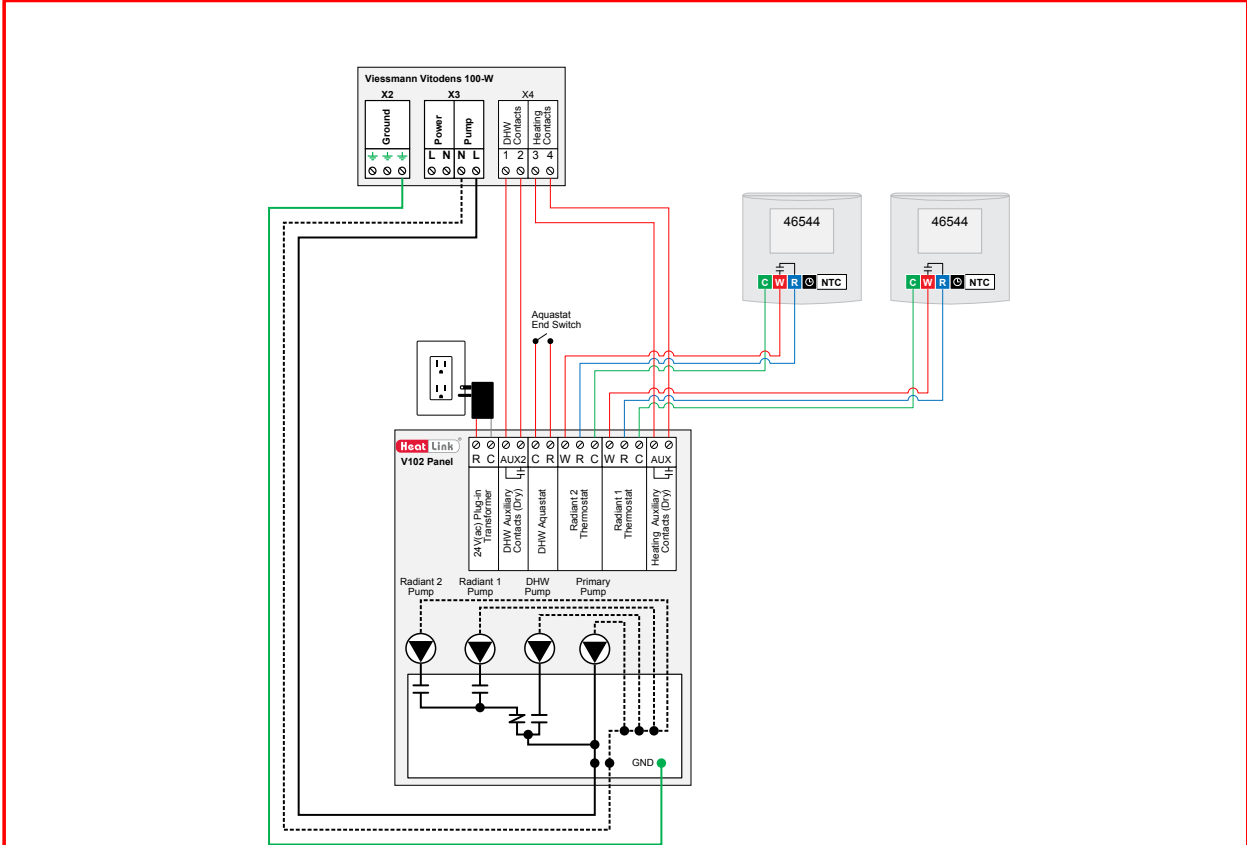 Viessmann Vitodens 100-W
X2
X3
X4
Ground
Power
Pump
DHW
Contacts
Heating
Contacts
L N N L
1 2 3 4
46544
46544
C W R NTC
C W R NTC
Aquastat
End Switch
Heat Link®
V102 Panel
R C AUX2 C R W R C W R C AUX
24V(ac) Plug-in
Transformer
DHW Auxiliary
Contacts (Dry)
DHW Aquastat
Radiant 2
Thermostat
Radiant 1
Thermostat
Heating Auxiliary
Contacts (Dry)
Radiant 2
Pump
Radiant 1
Pump
DHW
Pump
Primary
Pump
GND